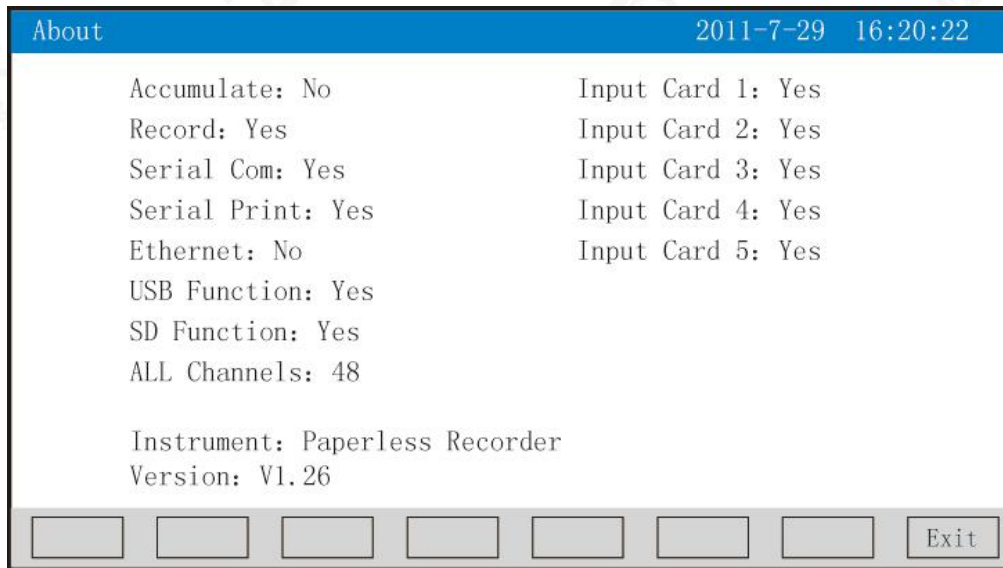 About 2011-7-29 16:20:22
Accumulate: No Input Card 1: Yes
Record: Yes Input Card 2: Yes
Serial Com: Yes Input Card 3: Yes
Serial Print: Yes Input Card 4: Yes
Ethernet: No Input Card 5: Yes
USB Function: Yes
SD Function: Yes
ALL Channels: 48
Instrument: Paperless Recorder
Version: V1.26
Exit